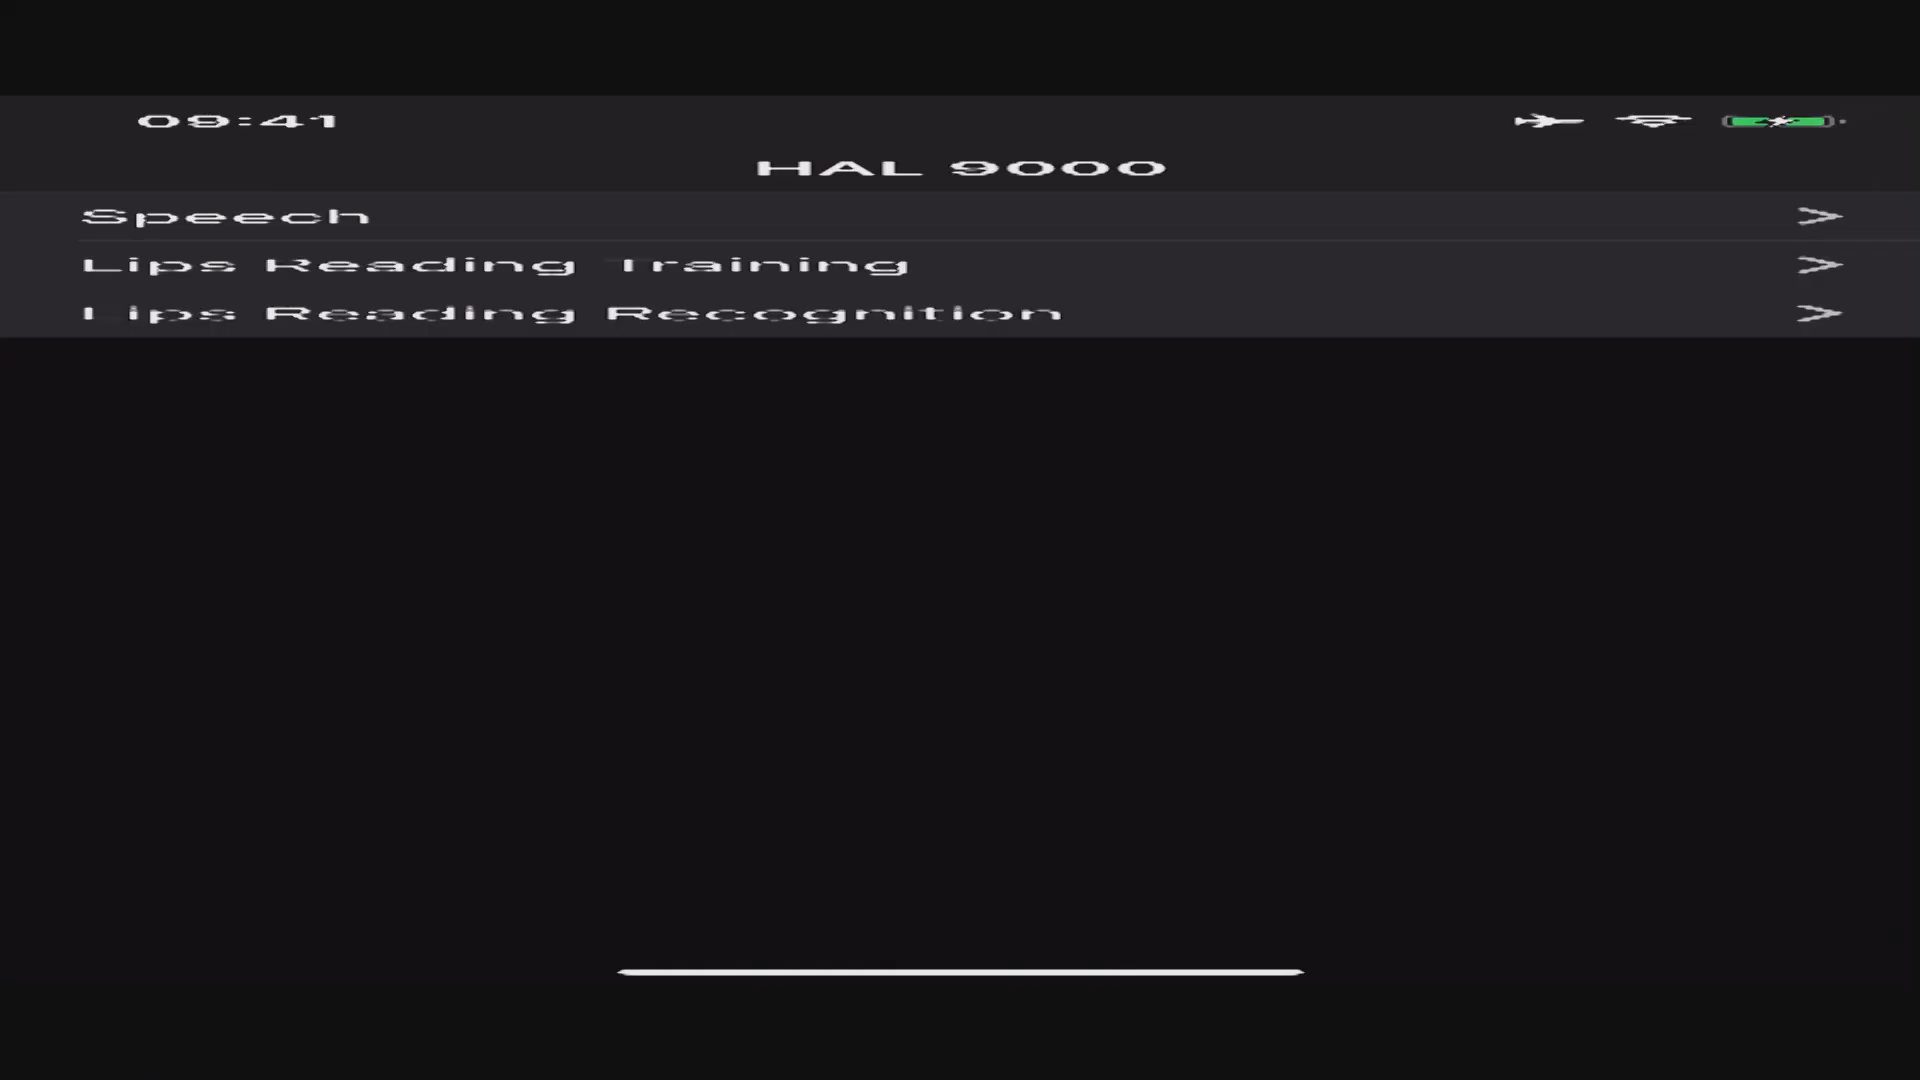 09:41
HAL 9000
Speech
Lips Reading Training
Lips Reading Recognition